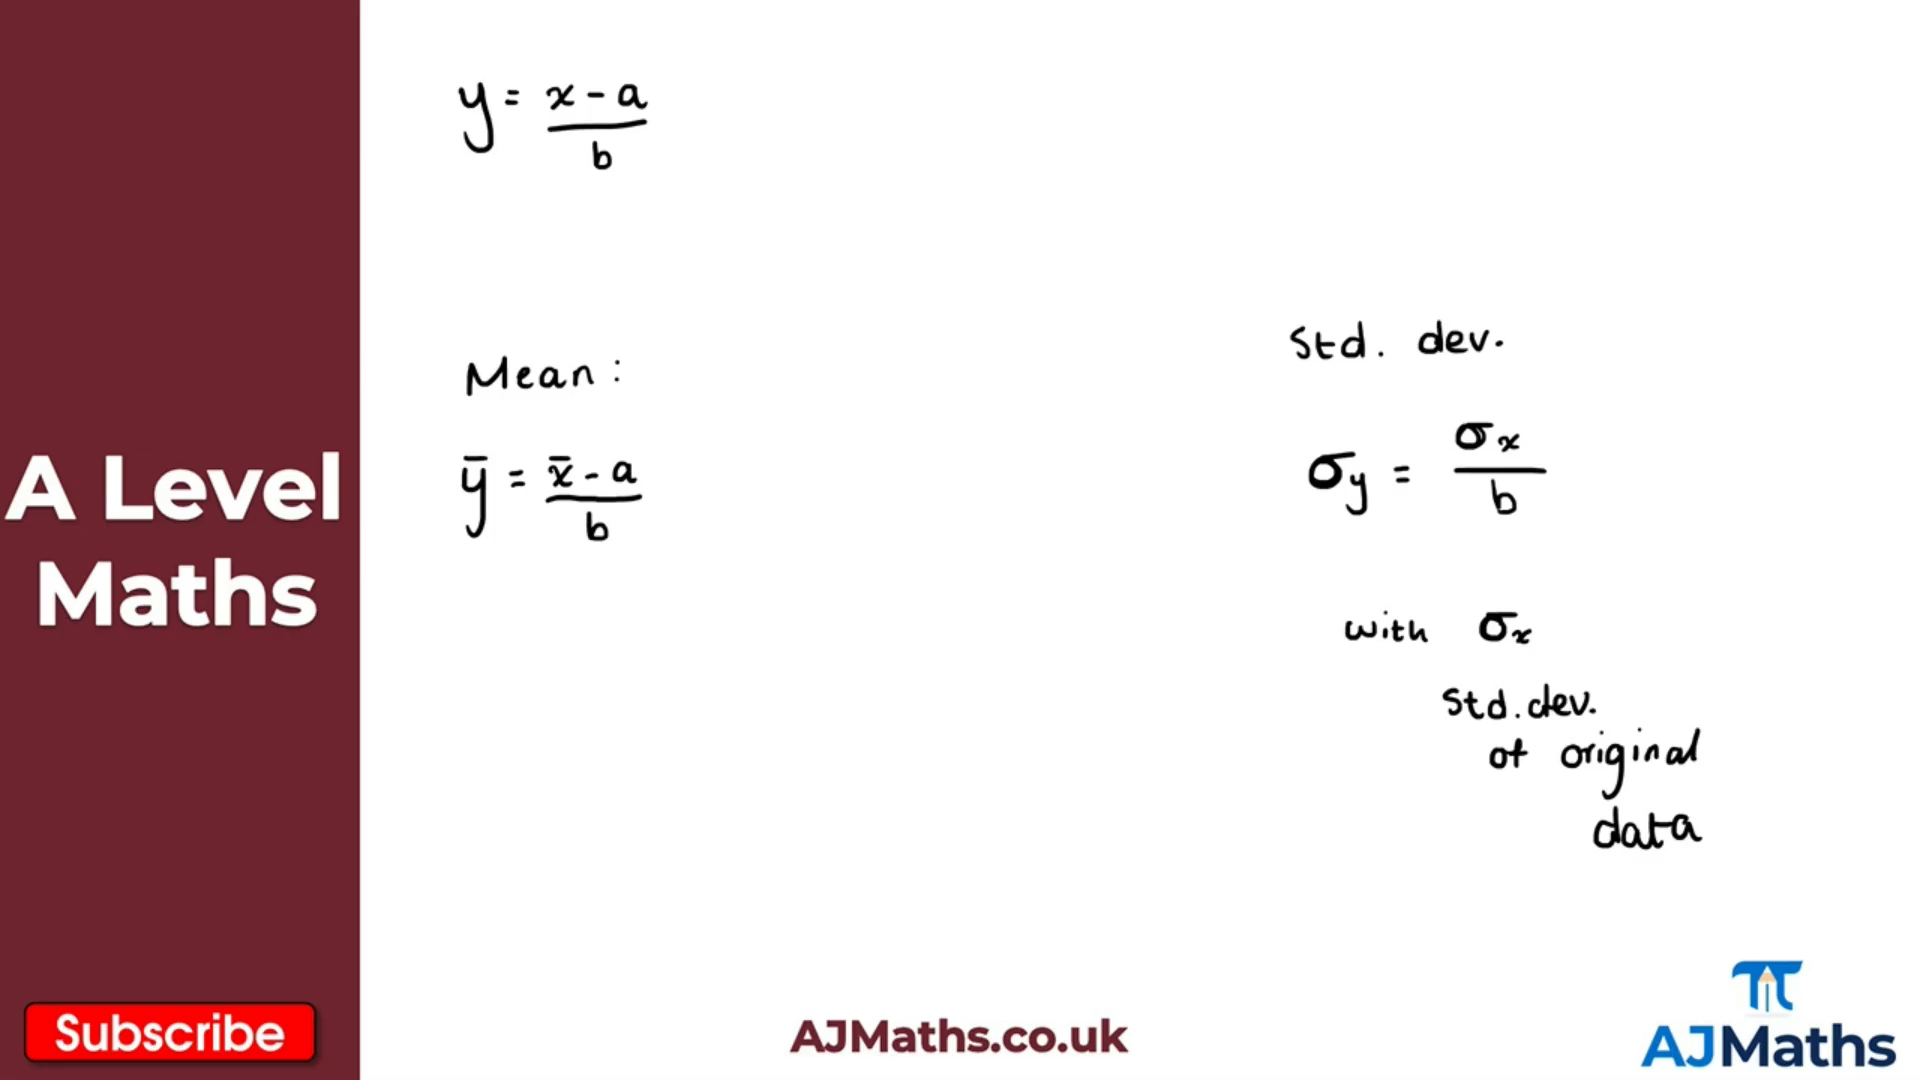 A Level
Maths
y = x - a
b
Mean:
ȳ = x̄ - a
b
Std. dev.
σy = σx
b
with σx
Std. dev.
of original
data
Subscribe
AJMaths.co.uk
AJMaths